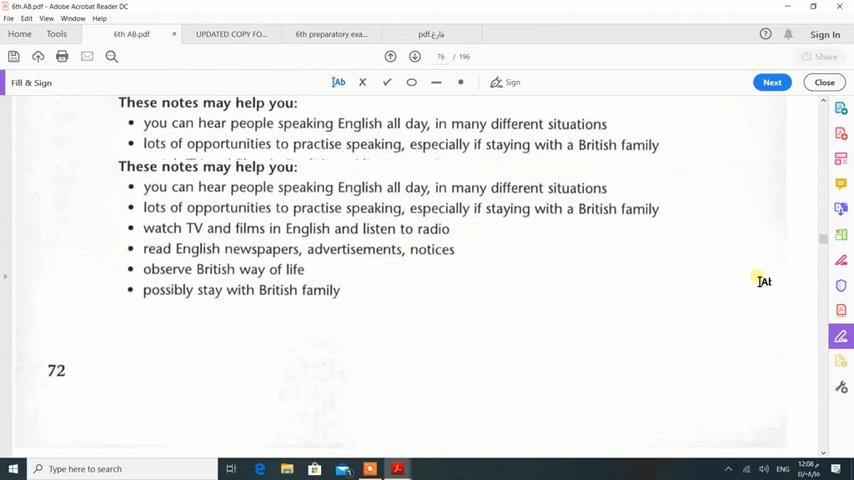 6th AB.pdf - Adobe Acrobat Reader DC
File Edit View Window Help
Home Tools 6th AB.pdf × UPDATED COPY FO... 6th preparatory exa... فارغ.pdf Sign In
76 / 196 Share
Fill & Sign Ab Sign Next Close
These notes may help you:
• you can hear people speaking English all day, in many different situations
• lots of opportunities to practise speaking, especially if staying with a British family
These notes may help you:
• you can hear people speaking English all day, in many different situations
• lots of opportunities to practise speaking, especially if staying with a British family
• watch TV and films in English and listen to radio
• read English newspapers, advertisements, notices
• observe British way of life
• possibly stay with British family
Ab
72
Type here to search
ENG
12:08 م